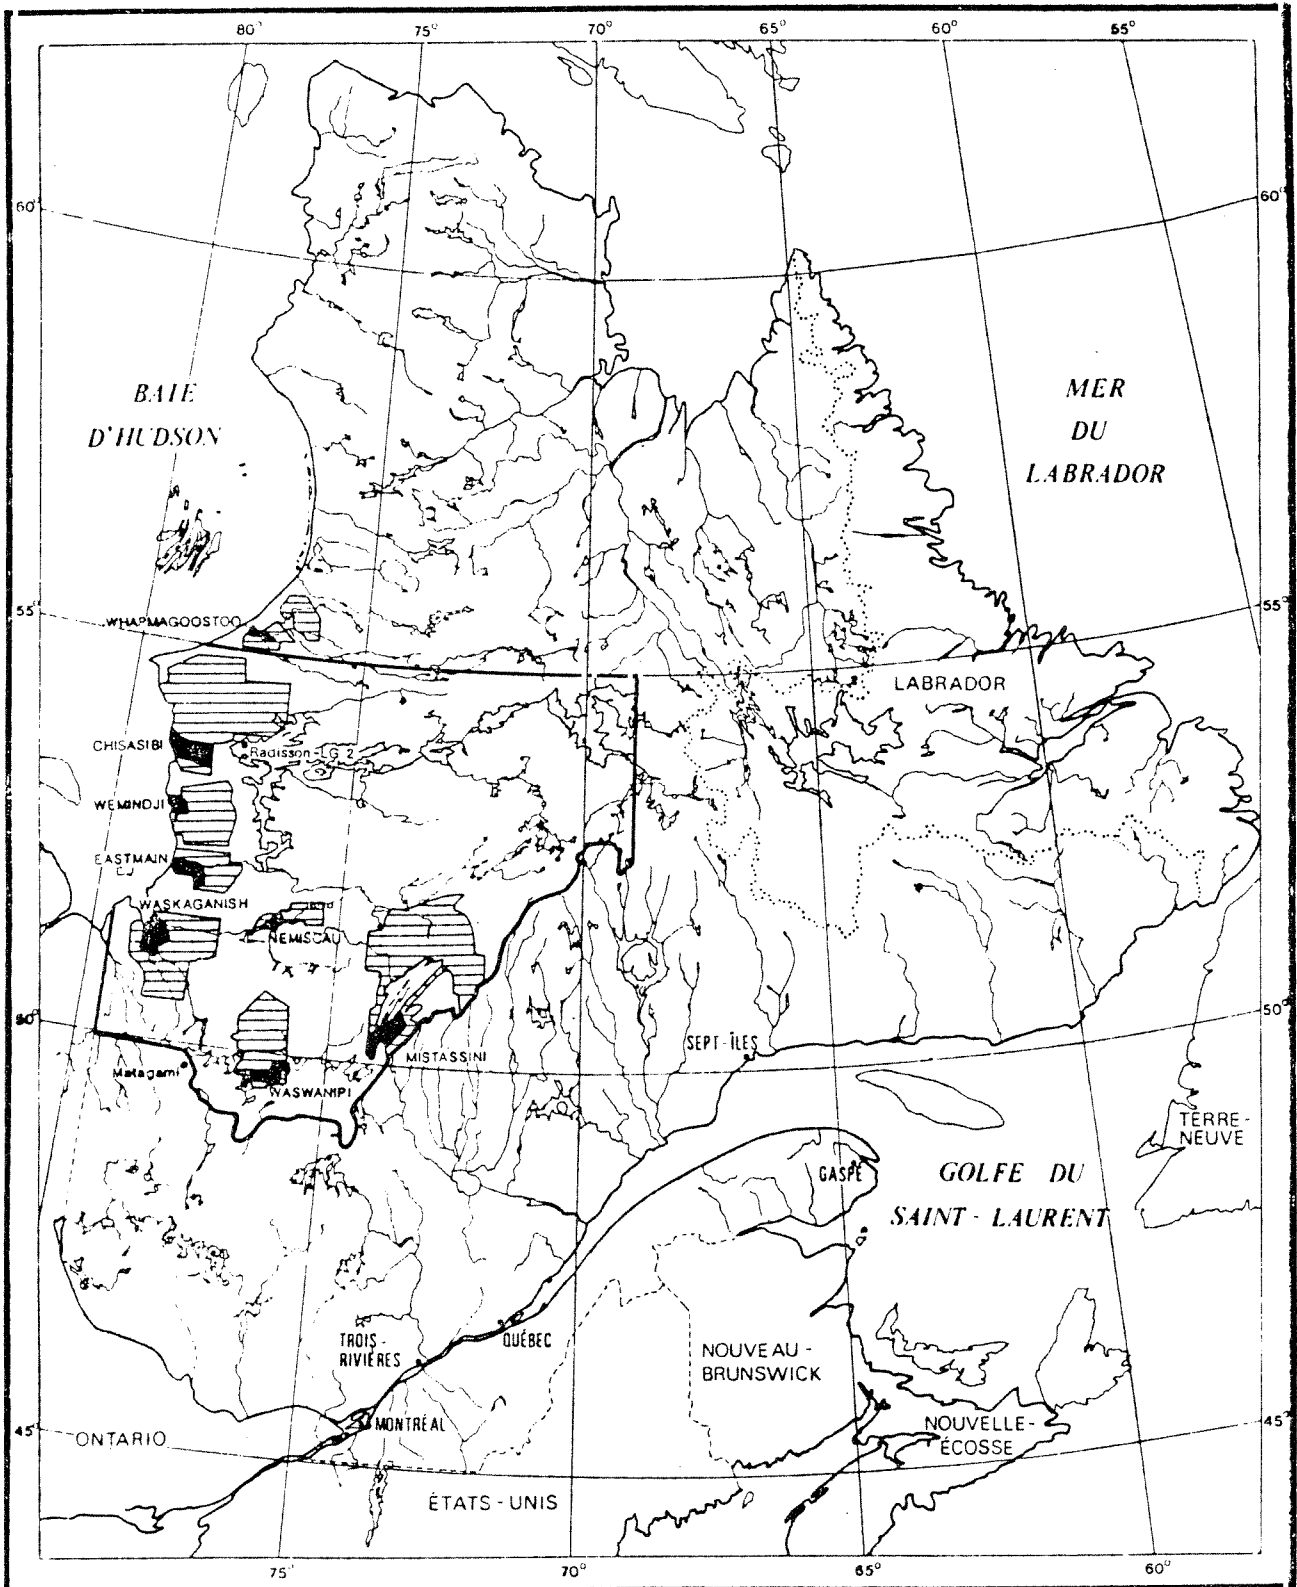 80° 75° 70° 65° 60° 55°
60° 60°
BAIE
D'HUDSON
MER
DU
LABRADOR
55° 55°
WHAPMAGOOSTOO
LABRADOR
CHISASIBI
Radisson-LG 2
WEMINDJI
EASTMAIN
WASKAGANISH
NEMISCAU
50° 50°
SEPT-ÎLES
MISTASSINI
Matagami
WASWANIPI
TERRE-
NEUVE
GASPÉ
GOLFE DU
SAINT-LAURENT
TROIS-
RIVIÈRES
QUÉBEC
NOUVEAU-
BRUNSWICK
MONTRÉAL
45° 45°
ONTARIO
NOUVELLE-
ÉCOSSE
ÉTATS-UNIS
75° 70° 65° 60°